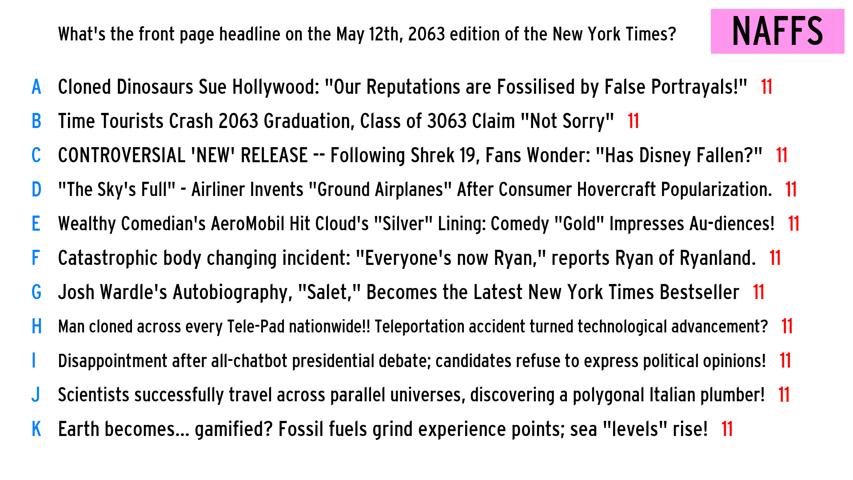 What's the front page headline on the May 12th, 2063 edition of the New York Times?
NAFFS
A Cloned Dinosaurs Sue Hollywood: "Our Reputations are Fossilised by False Portrayals!" 11
B Time Tourists Crash 2063 Graduation, Class of 3063 Claim "Not Sorry" 11
C CONTROVERSIAL 'NEW' RELEASE -- Following Shrek 19, Fans Wonder: "Has Disney Fallen?" 11
D "The Sky's Full" - Airliner Invents "Ground Airplanes" After Consumer Hovercraft Popularization. 11
E Wealthy Comedian's AeroMobil Hit Cloud's "Silver" Lining: Comedy "Gold" Impresses Au-diences! 11
F Catastrophic body changing incident: "Everyone's now Ryan," reports Ryan of Ryanland. 11
G Josh Wardle's Autobiography, "Salet," Becomes the Latest New York Times Bestseller 11
H Man cloned across every Tele-Pad nationwide!! Teleportation accident turned technological advancement? 11
I Disappointment after all-chatbot presidential debate; candidates refuse to express political opinions! 11
J Scientists successfully travel across parallel universes, discovering a polygonal Italian plumber! 11
K Earth becomes... gamified? Fossil fuels grind experience points; sea "levels" rise! 11